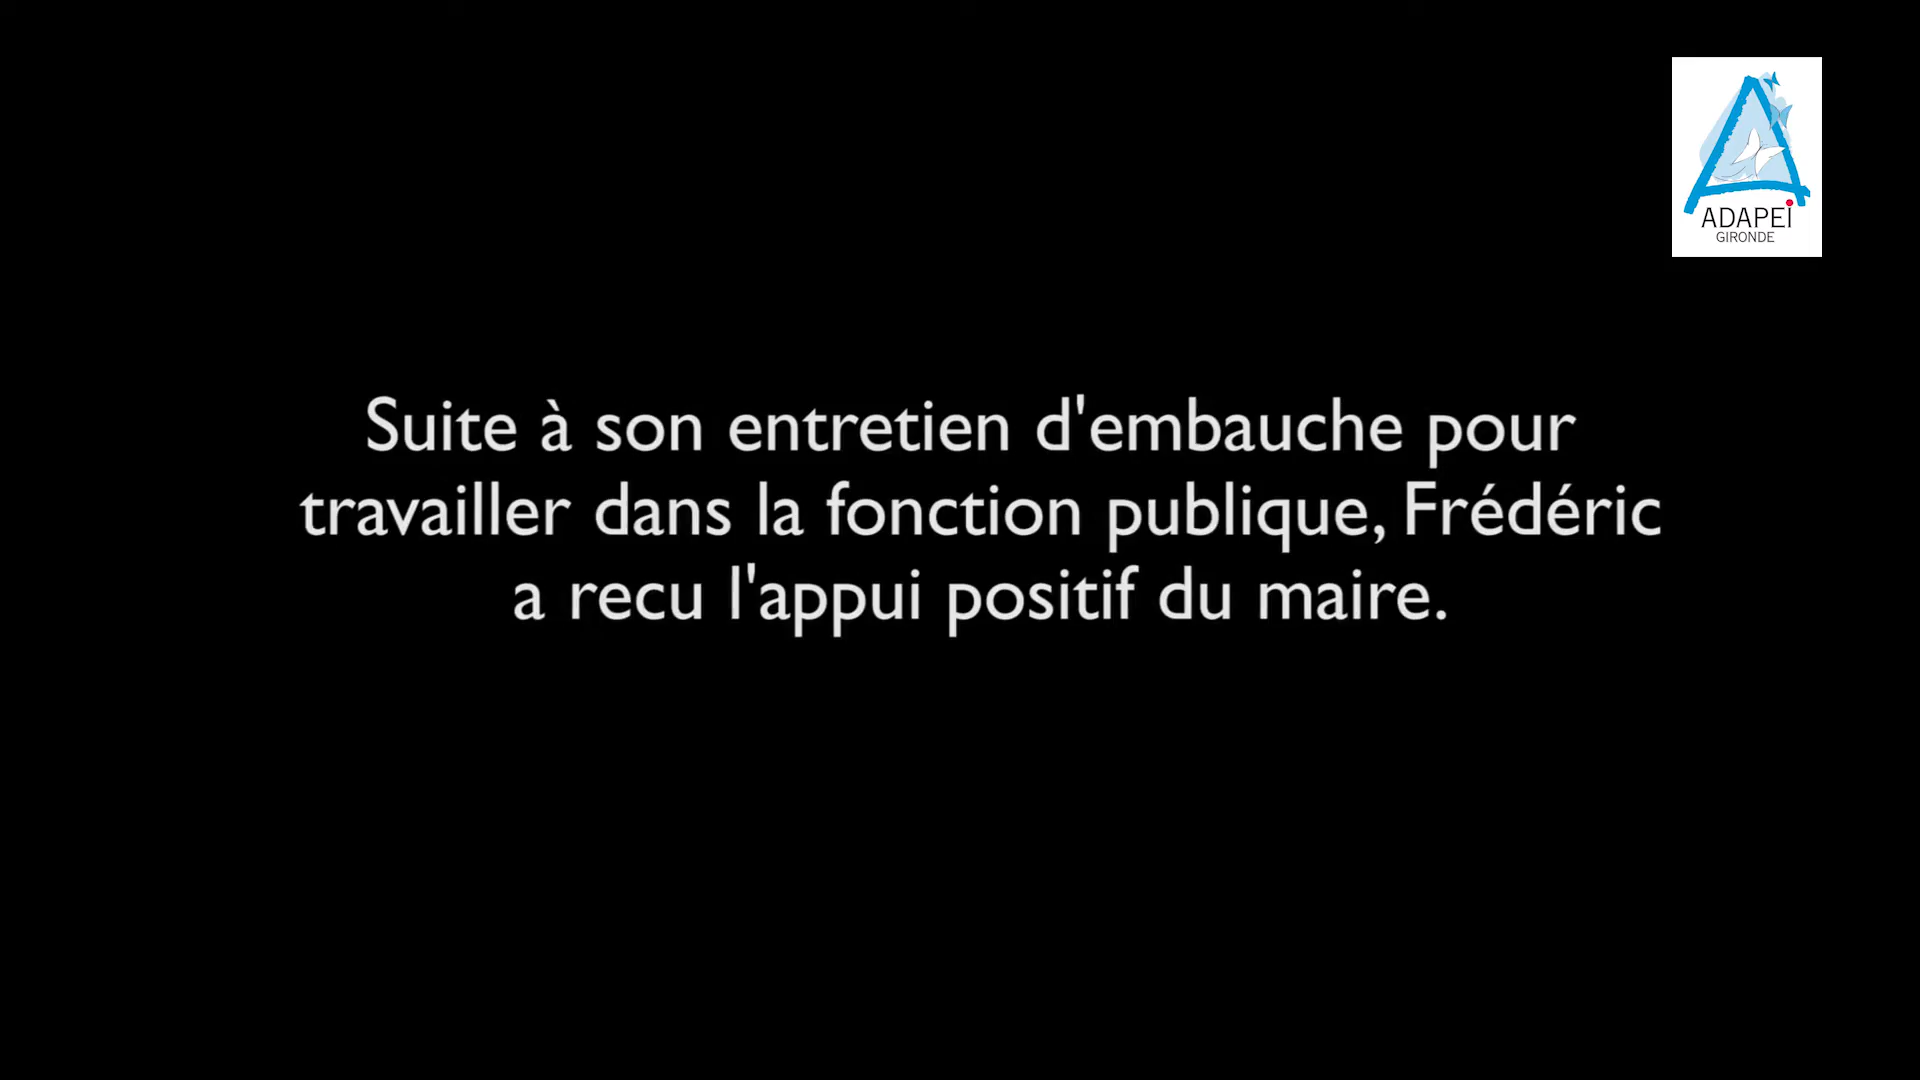 ADAPEi
GIRONDE
Suite à son entretien d'embauche pour
travailler dans la fonction publique, Frédéric
a recu l'appui positif du maire.